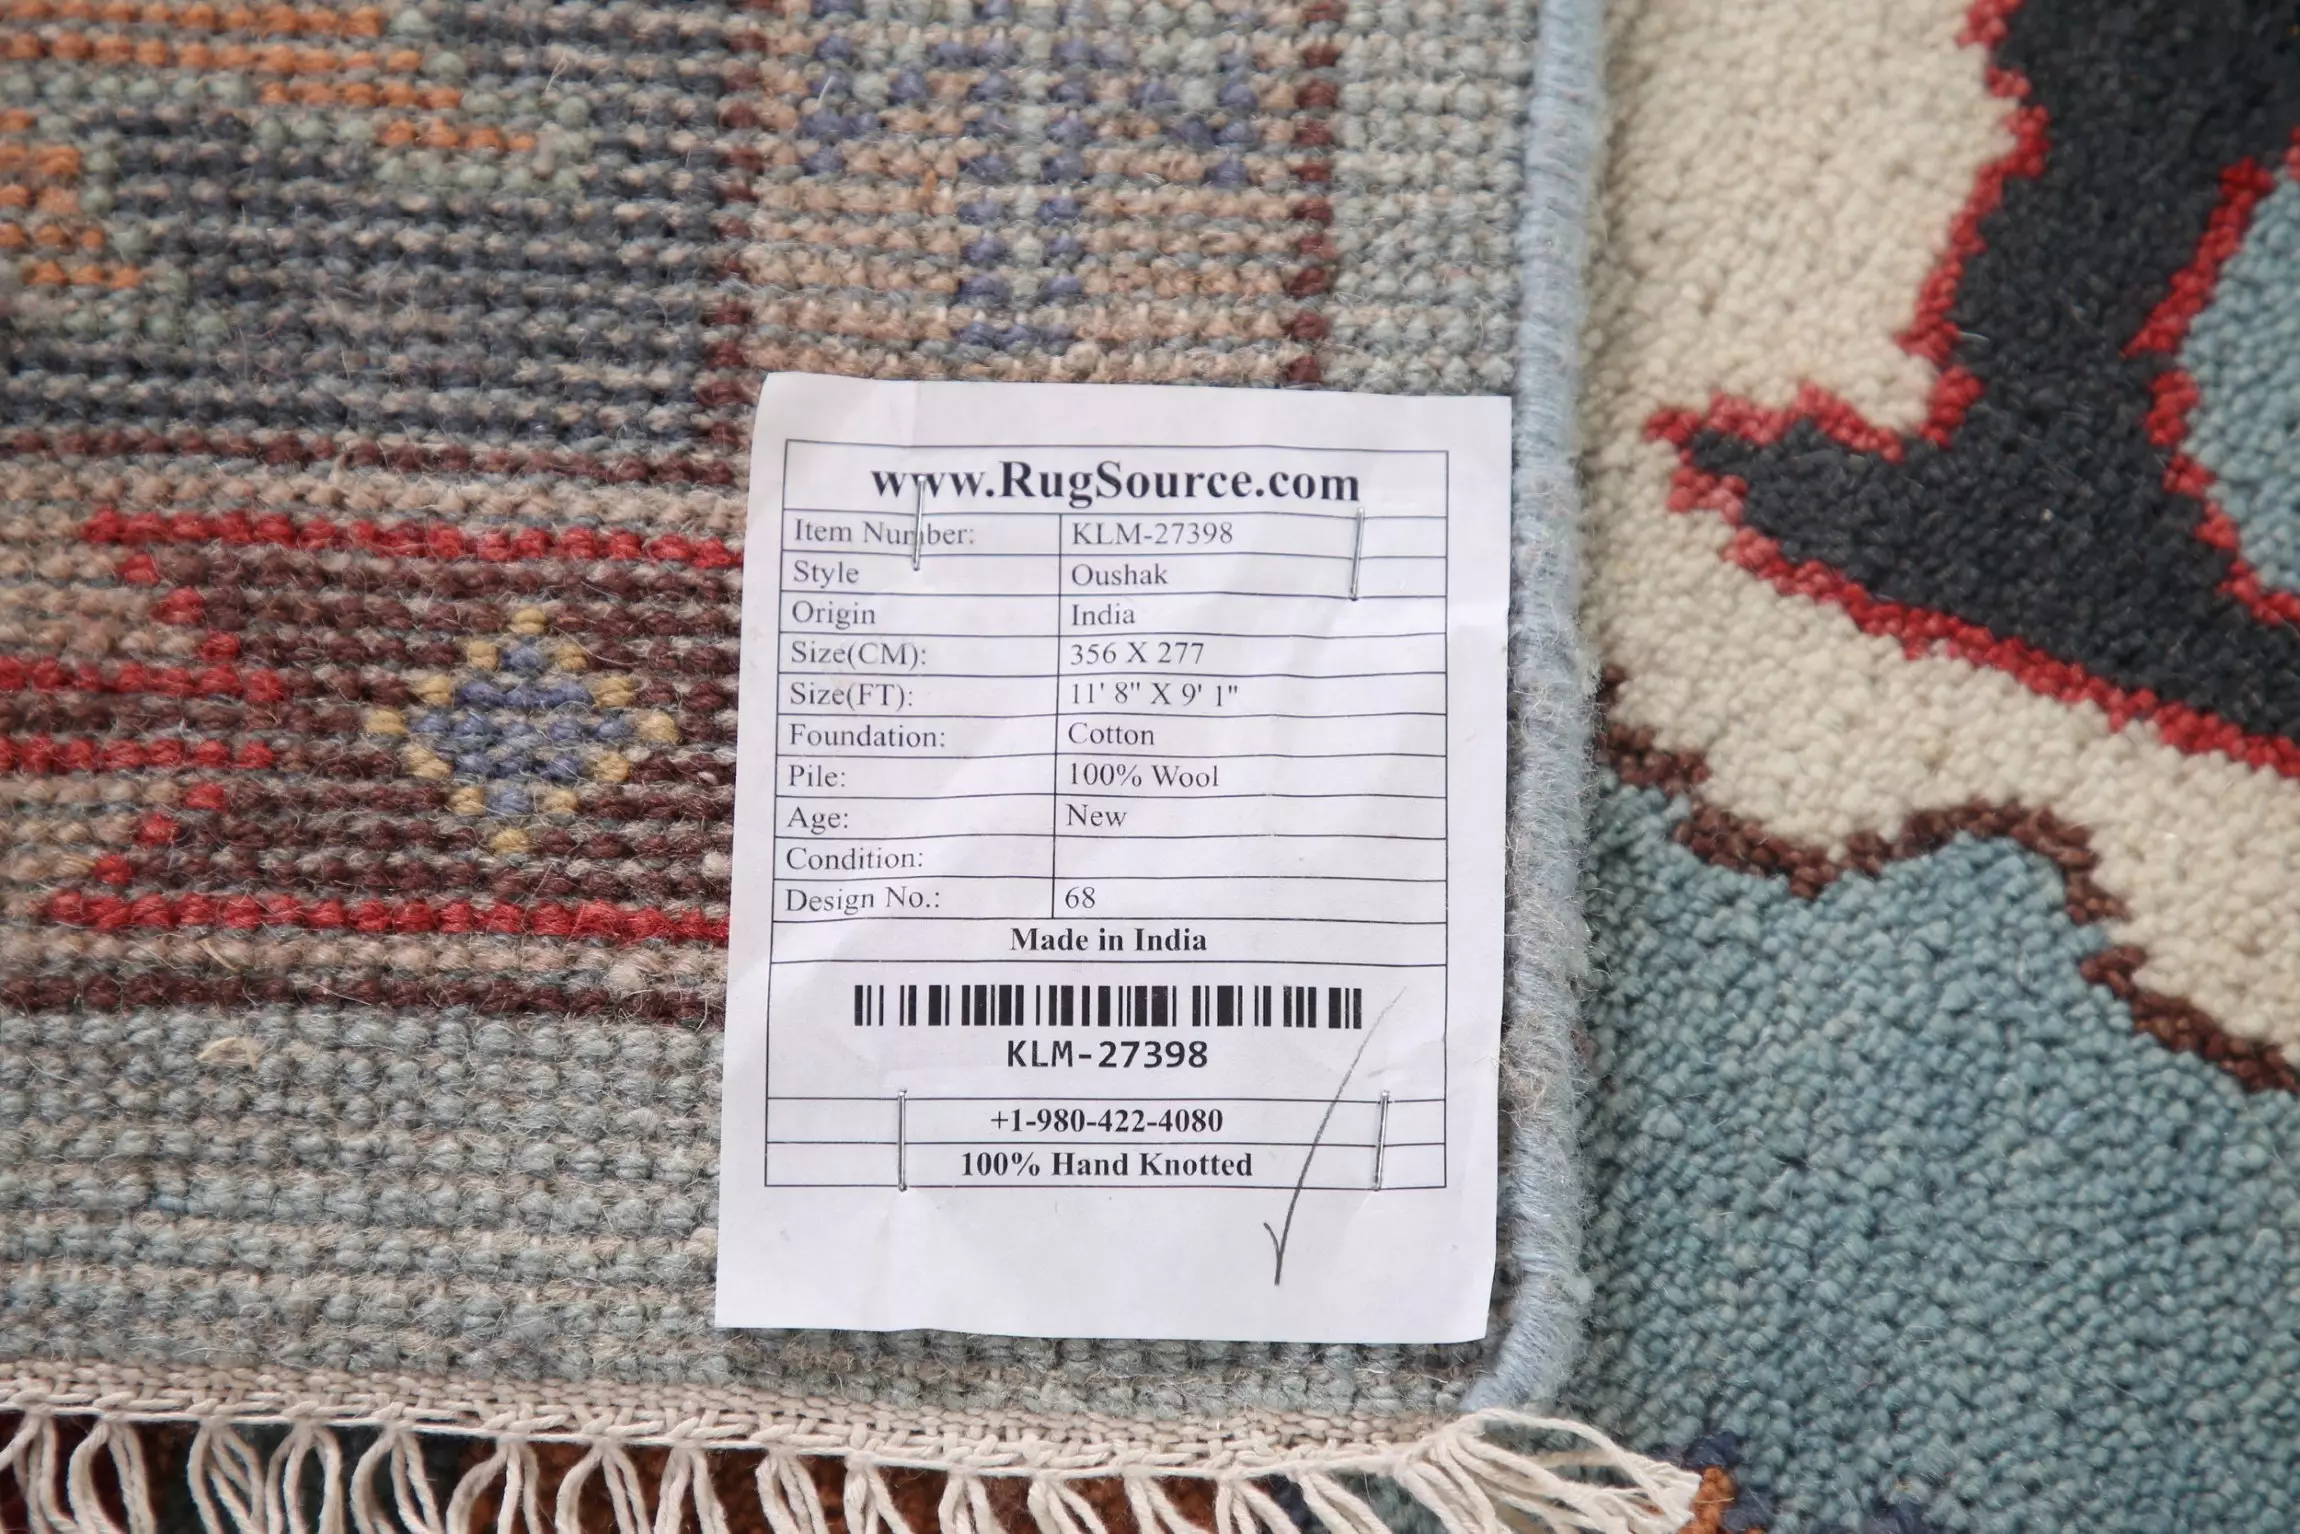 www.RugSource.com
Item Number: KLM-27398
Style Oushak
Origin India
Size(CM): 356 X 277
Size(FT): 11' 8" X 9' 1"
Foundation: Cotton
Pile: 100% Wool
Age: New
Condition:
Design No.: 68
Made in India
KLM-27398
+1-980-422-4080
100% Hand Knotted